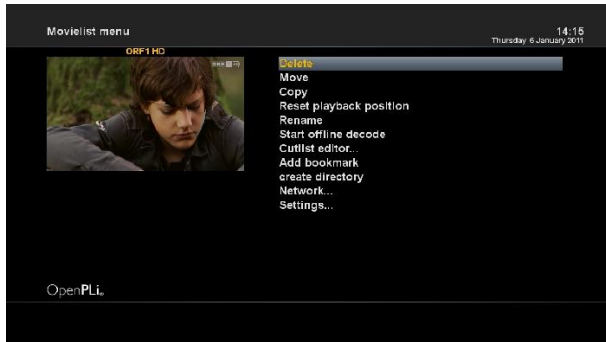 Movielist menu
14:15
Thursday 6 January 2011
ORF1 HD
Delete
Move
Copy
Reset playback position
Rename
Start offline decode
Cutlist editor...
Add bookmark
create directory
Network...
Settings...
OpenPLi®